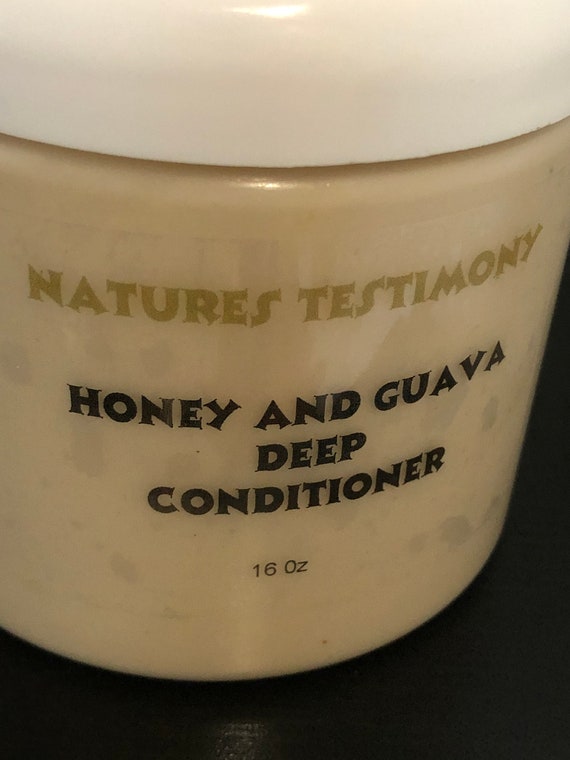 NATURES TESTIMONY
HONEY AND GUAVA
DEEP
CONDITIONER
16 Oz